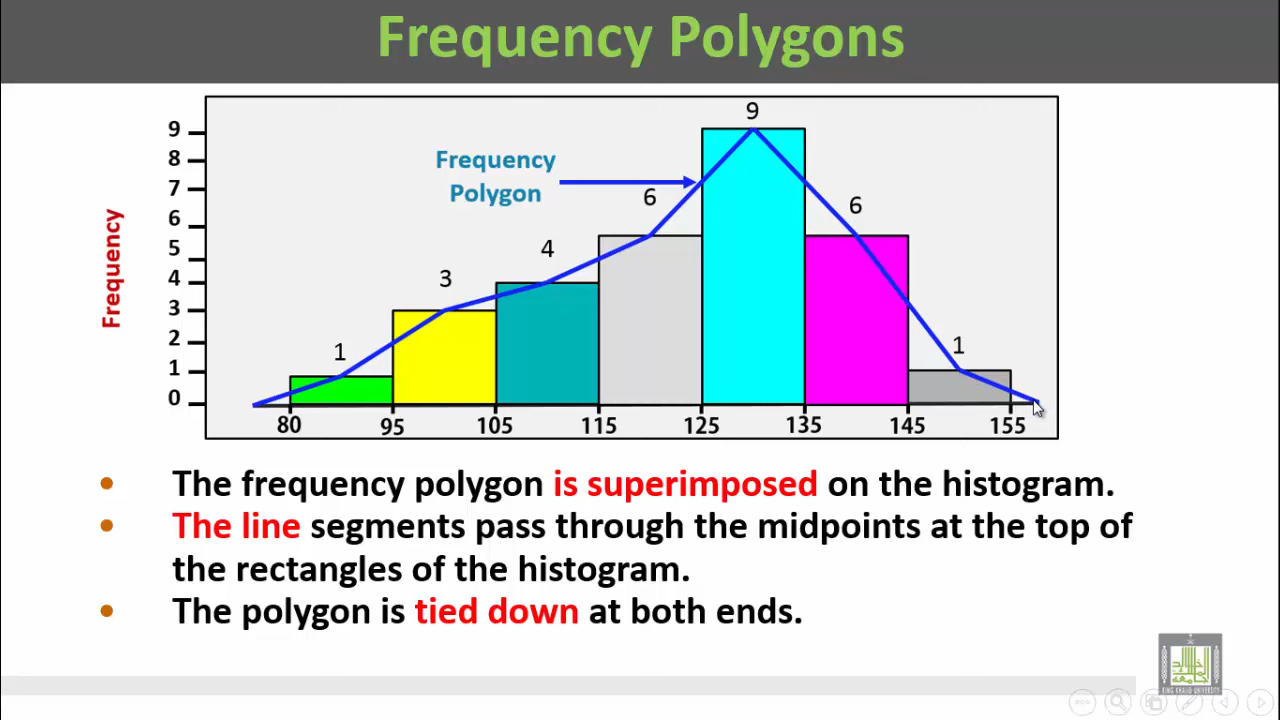 Frequency Polygons
9
8
7
6
5
4
3
2
1
0
Frequency
Frequency
Polygon
1
3
4
6
9
6
1
80 95 105 115 125 135 145 155
• The frequency polygon is superimposed on the histogram.
• The line segments pass through the midpoints at the top of
the rectangles of the histogram.
• The polygon is tied down at both ends.
KING KHALID UNIVERSITY